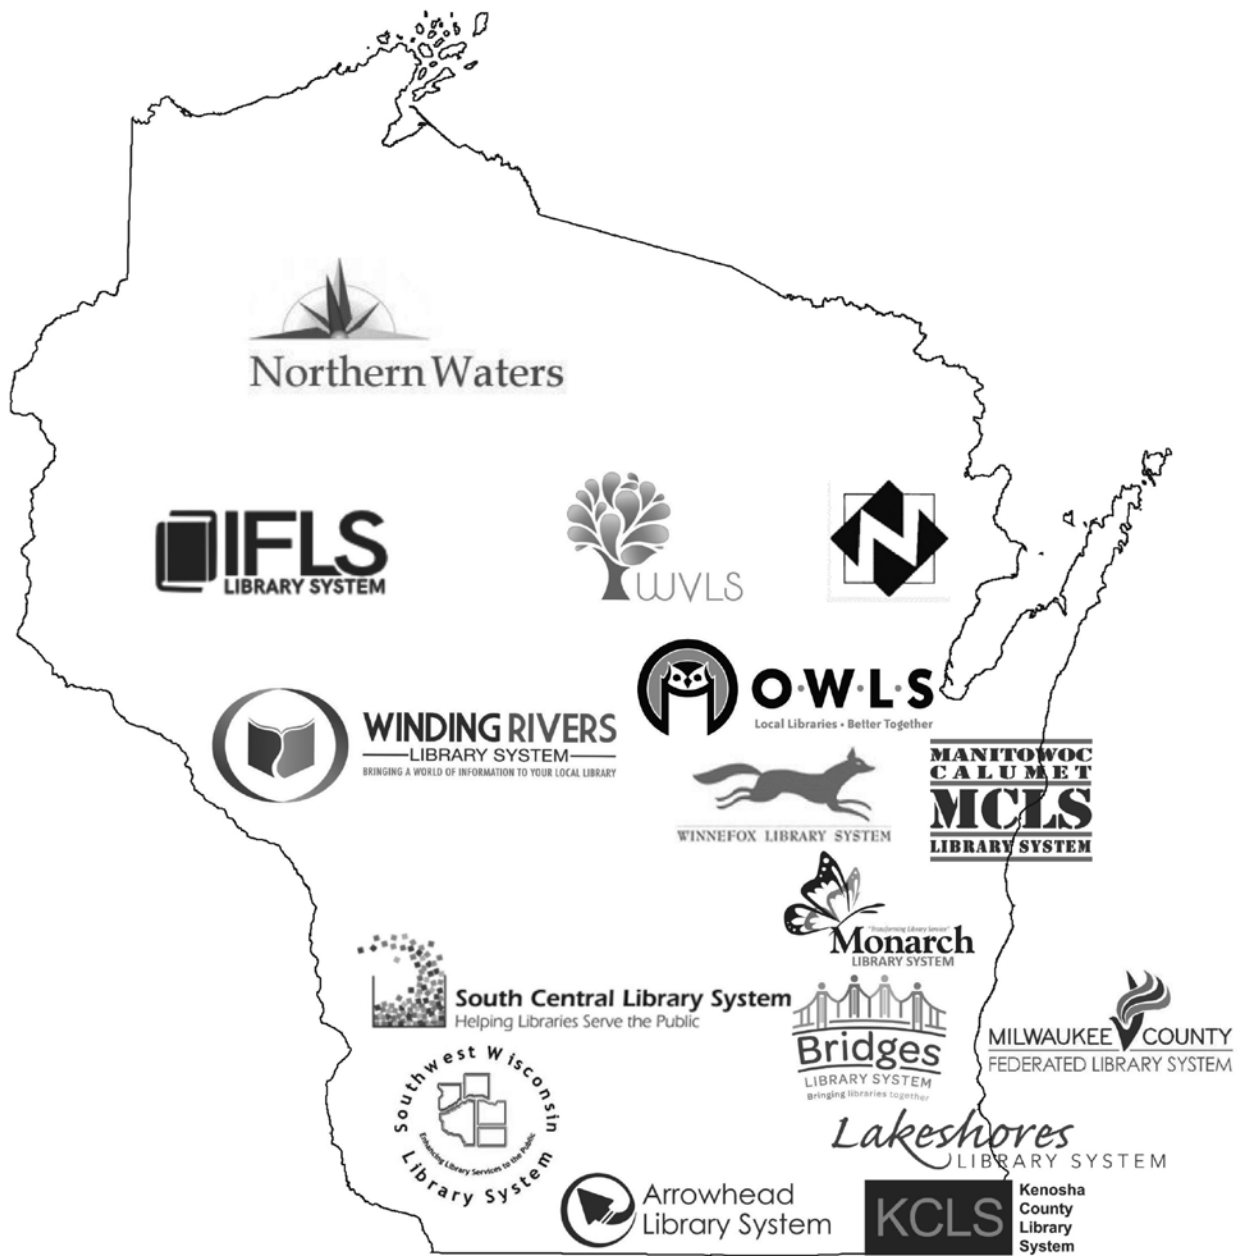 Northern Waters
IFLS
LIBRARY SYSTEM
WVLS
N
O·W·L·S
Local Libraries • Better Together
WINDING RIVERS
LIBRARY SYSTEM
BRINGING A WORLD OF INFORMATION TO YOUR LOCAL LIBRARY
WINNEFOX LIBRARY SYSTEM
MANITOWOC
CALUMET
MCLS
LIBRARY SYSTEM
"Transforming Library Service"
Monarch
LIBRARY SYSTEM
South Central Library System
Helping Libraries Serve the Public
Bridges
LIBRARY SYSTEM
Bringing libraries together
MILWAUKEE COUNTY
FEDERATED LIBRARY SYSTEM
Southwest Wisconsin
Enhancing Library Services to the Public
Library System
Lakeshores
LIBRARY SYSTEM
Arrowhead
Library System
KCLS
Kenosha
County
Library
System